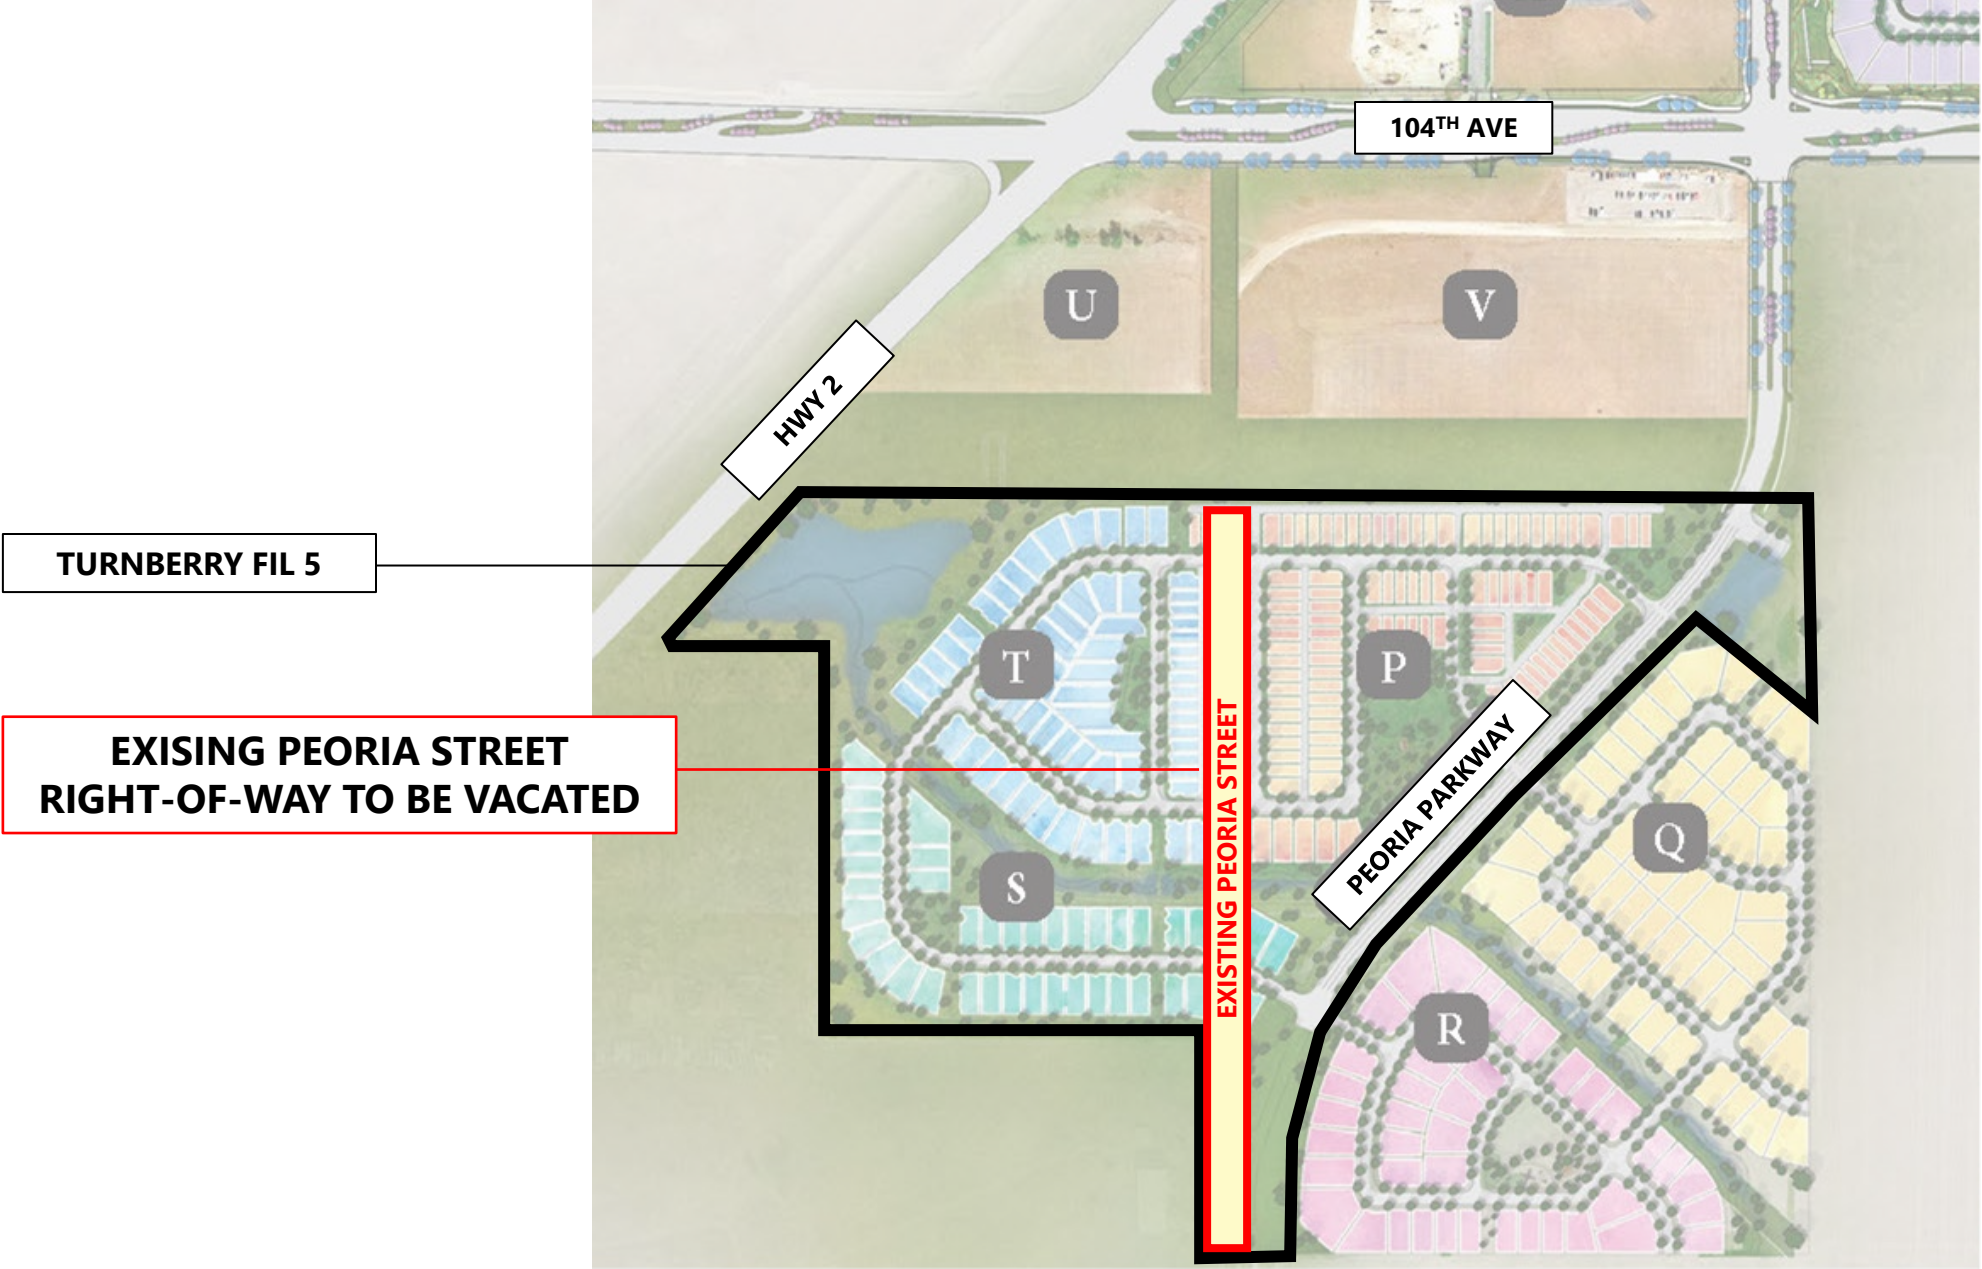 104TH AVE
U
V
HWY 2
TURNBERRY FIL 5
T
P
EXISING PEORIA STREET
RIGHT-OF-WAY TO BE VACATED
EXISTING PEORIA STREET
PEORIA PARKWAY
Q
S
R